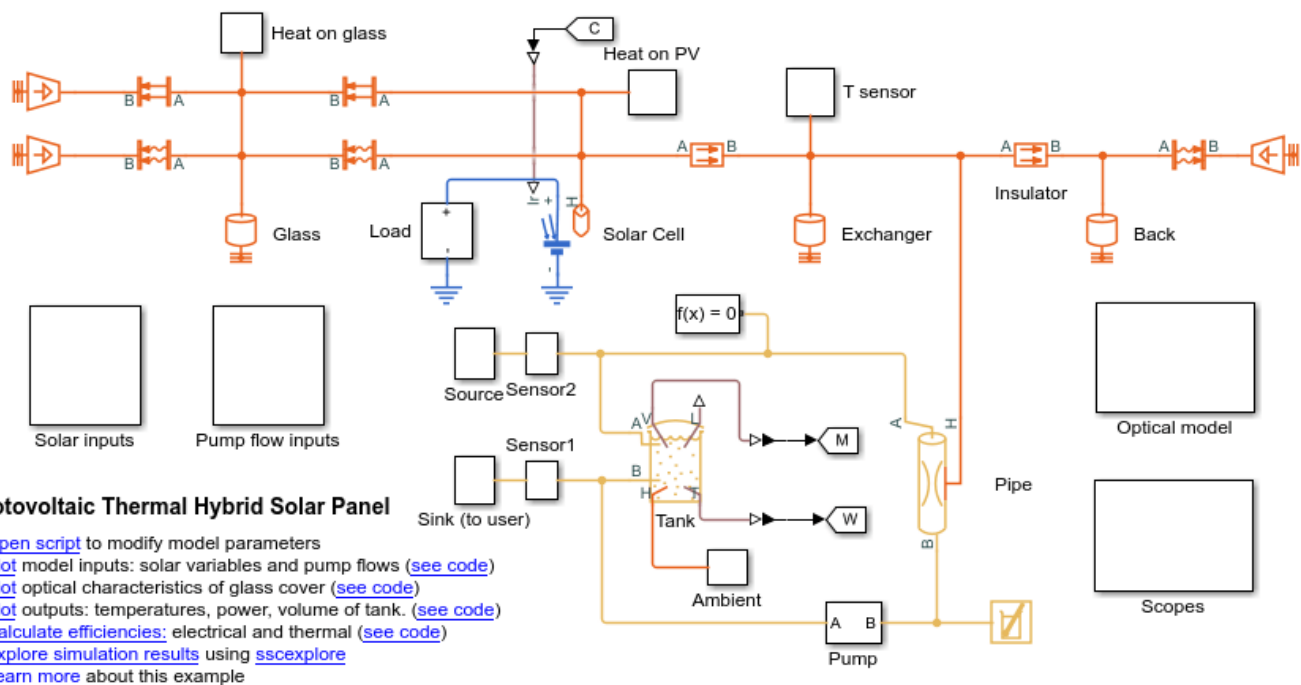 Heat on glass
C
Heat on PV
T sensor
B A B A
B A B A A B A B A B
Insulator
Ir + H
Load + -
Glass
Solar Cell
Exchanger
Back
-
f(x) = 0
Source
Sensor2
Solar inputs
Pump flow inputs
Optical model
A V L
A H
M
Sensor1
B
H T
Pipe
Sink (to user)
Tank
W
B
Ambient
Scopes
A B
Pump
otovoltaic Thermal Hybrid Solar Panel
pen script to modify model parameters
ot model inputs: solar variables and pump flows (see code)
ot optical characteristics of glass cover (see code)
ot outputs: temperatures, power, volume of tank. (see code)
alculate efficiencies: electrical and thermal (see code)
xplore simulation results using sscexplore
earn more about this example